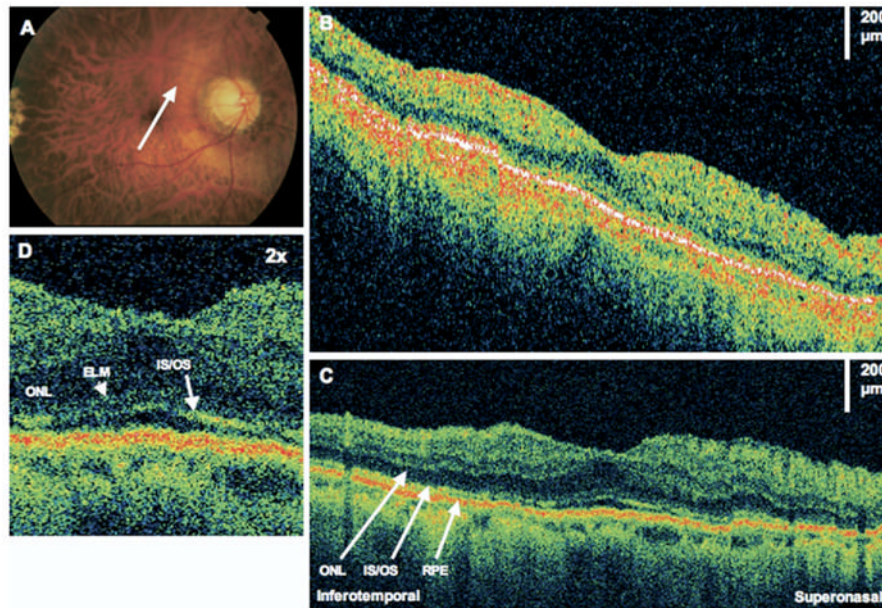 A
B
200
µm
D
2x
ELM
IS/OS
ONL
C
200
µm
ONL
IS/OS
RPE
Inferotemporal
Superonasal